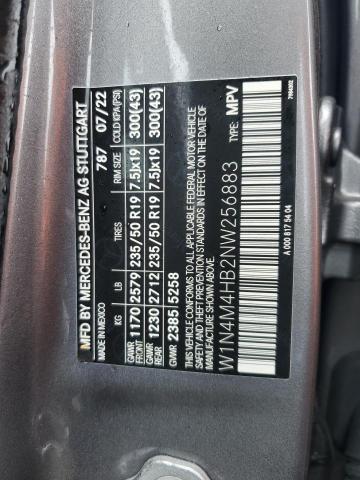 MFD BY MERCEDES-BENZ AG STUTTGART
MADE IN MEXICO 787 07/22
KG LB TIRES RIM SIZE COLD KPA(PSI)
GAWR FRONT 1170 2579 235/50 R19 7.5Jx19 300(43)
GAWR REAR 1230 2712 235/50 R19 7.5Jx19 300(43)
GVWR 2385 5258
THIS VEHICLE CONFORMS TO ALL APPLICABLE FEDERAL MOTOR VEHICLE
SAFETY, BUMPER, AND THEFT PREVENTION STANDARDS IN EFFECT ON THE
DATE OF MANUFACTURE SHOWN ABOVE.
W1N4M4HB2NW256883 TYPE: MPV
A 000 817 54 04